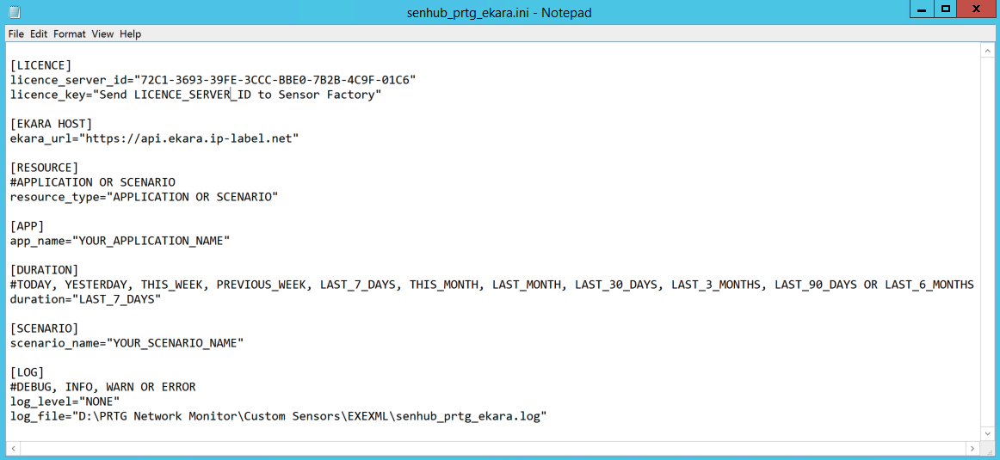 senhub_prtg_ekara.ini - Notepad
File Edit Format View Help
[LICENCE]
licence_server_id="72C1-3693-39FE-3CCC-BBE0-7B2B-4C9F-01C6"
licence_key="Send LICENCE_SERVER_ID to Sensor Factory"
[EKARA HOST]
ekara_url="https://api.ekara.ip-label.net"
[RESOURCE]
#APPLICATION OR SCENARIO
resource_type="APPLICATION OR SCENARIO"
[APP]
app_name="YOUR_APPLICATION_NAME"
[DURATION]
#TODAY, YESTERDAY, THIS_WEEK, PREVIOUS_WEEK, LAST_7_DAYS, THIS_MONTH, LAST_MONTH, LAST_30_DAYS, LAST_3_MONTHS, LAST_90_DAYS OR LAST_6_MONTHS
duration="LAST_7_DAYS"
[SCENARIO]
scenario_name="YOUR_SCENARIO_NAME"
[LOG]
#DEBUG, INFO, WARN OR ERROR
log_level="NONE"
log_file="D:\PRTG Network Monitor\Custom Sensors\EXEXML\senhub_prtg_ekara.log"